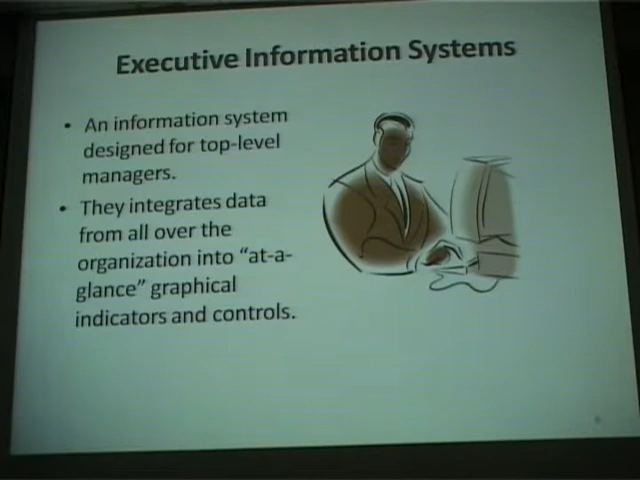 Executive Information Systems
• An information system
designed for top-level
managers.
• They integrates data
from all over the
organization into “at-a-
glance” graphical
indicators and controls.